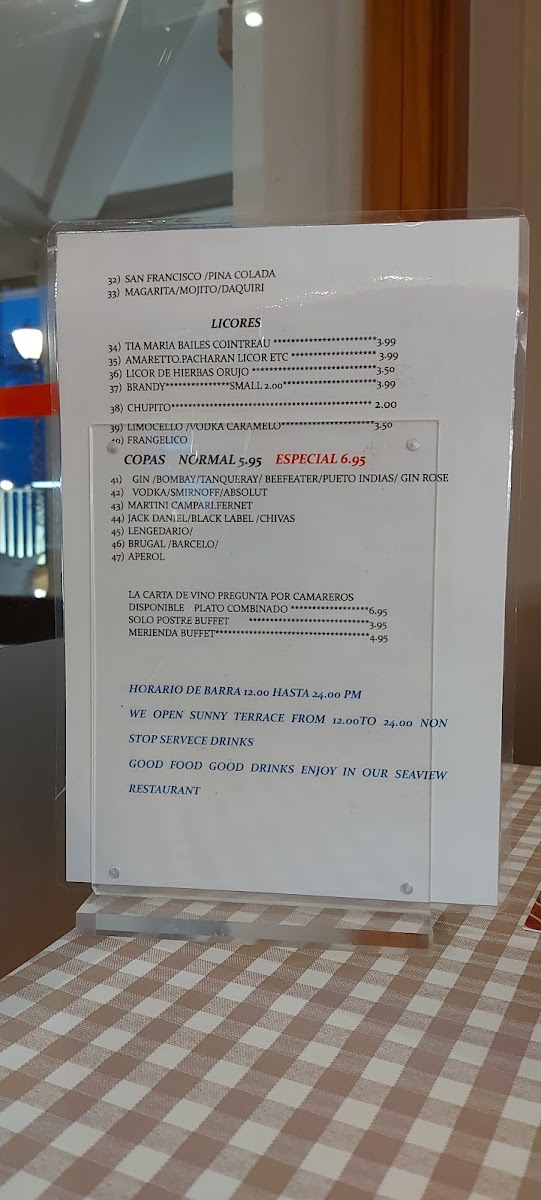 32) SAN FRANCISCO /PINA COLADA
33) MAGARITA/MOJITO/DAQUIRI
LICORES
34) TIA MARIA BAILES COINTREAU ************************3.99
35) AMARETTO.PACHARAN LICOR ETC ******************** 3.99
36) LICOR DE HIERBAS ORUJO *****************************3.50
37) BRANDY***************SMALL 2.00**********************3.99
38) CHUPITO*********************************************** 2.00
39) LIMOCELLO /VODKA CARAMELO**********************3.50
40) FRANGELICO
COPAS NORMAL 5.95 ESPECIAL 6.95
41) GIN /BOMBAY/TANQUERAY/ BEEFEATER/PUETO INDIAS/ GIN ROSE
42) VODKA/SMIRNOFF/ABSOLUT
43) MARTINI CAMPARI.FERNET
44) JACK DANIEL/BLACK LABEL /CHIVAS
45) LENGEDARIO/
46) BRUGAL /BARCELO/
47) APEROL
LA CARTA DE VINO PREGUNTA POR CAMAREROS
DISPONIBLE PLATO COMBINADO ******************6.95
SOLO POSTRE BUFFET ****************************3.95
MERIENDA BUFFET************************************4.95
HORARIO DE BARRA 12.00 HASTA 24.00 PM
WE OPEN SUNNY TERRACE FROM 12.00TO 24.00 NON
STOP SERVECE DRINKS
GOOD FOOD GOOD DRINKS ENJOY IN OUR SEAVIEW
RESTAURANT